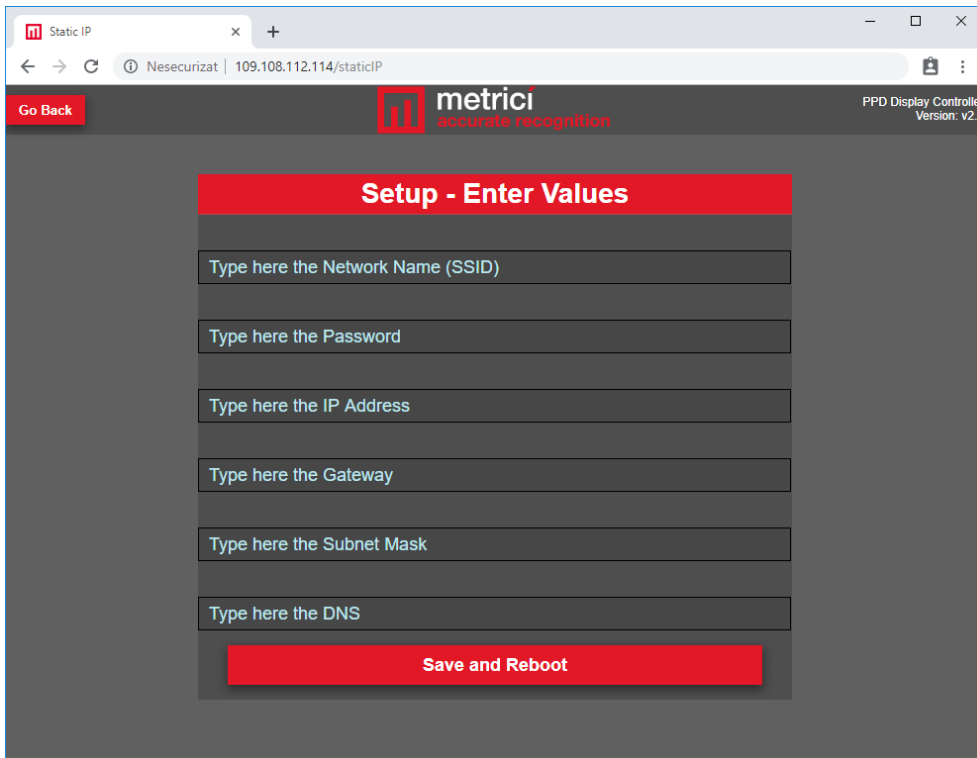 Static IP
Nesecurizat | 109.108.112.114/staticIP
Go Back
metrici
accurate recognition
PPD Display Controlle
Version: v2.
Setup - Enter Values
Type here the Network Name (SSID)
Type here the Password
Type here the IP Address
Type here the Gateway
Type here the Subnet Mask
Type here the DNS
Save and Reboot